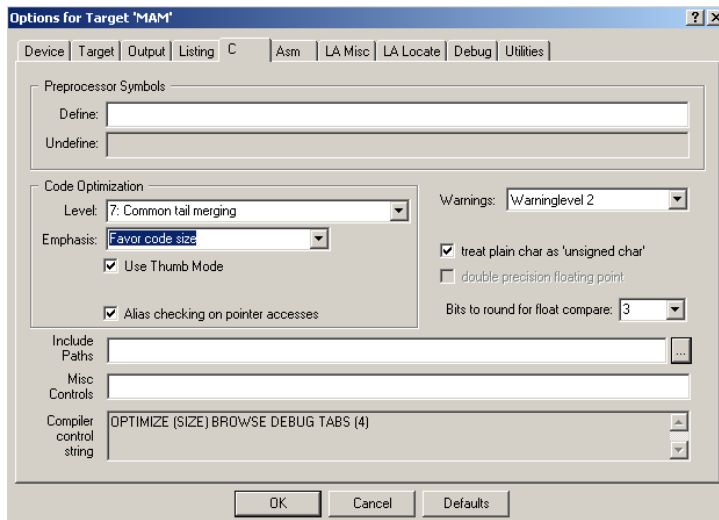 Options for Target 'MAM'
Device Target Output Listing C Asm LA Misc LA Locate Debug Utilities
Preprocessor Symbols
Define:
Undefine:
Code Optimization
Level: 7: Common tail merging
Emphasis: Favor code size
Use Thumb Mode
Alias checking on pointer accesses
Warnings: Warninglevel 2
treat plain char as 'unsigned char'
double precision floating point
Bits to round for float compare: 3
Include
Paths
...
Misc
Controls
Compiler
control
string
OPTIMIZE (SIZE) BROWSE DEBUG TABS (4)
OK Cancel Defaults